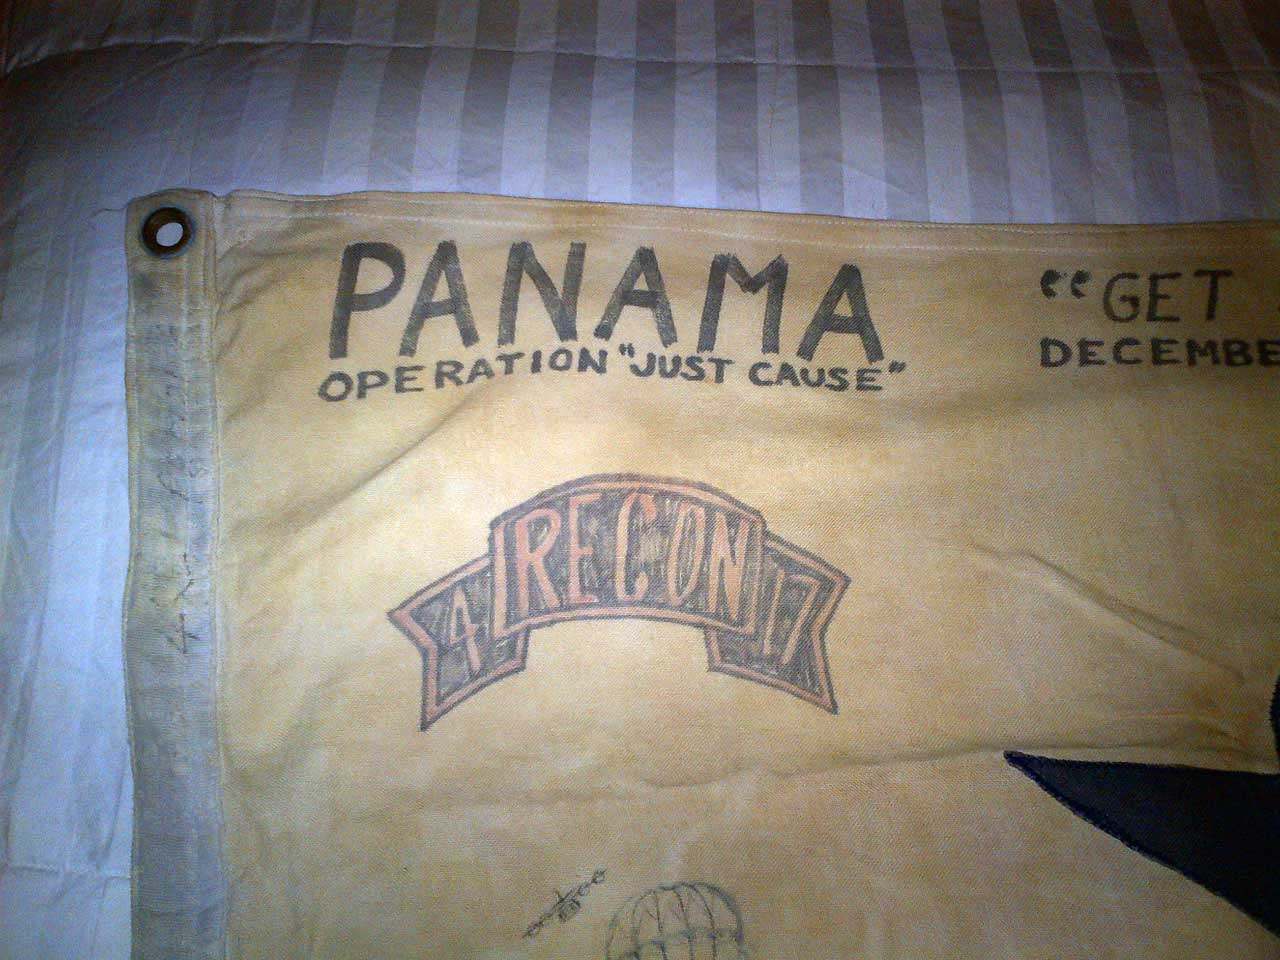 PANAMA
OPERATION "JUST CAUSE"
"GET
DECEMBE
4 RECON 17